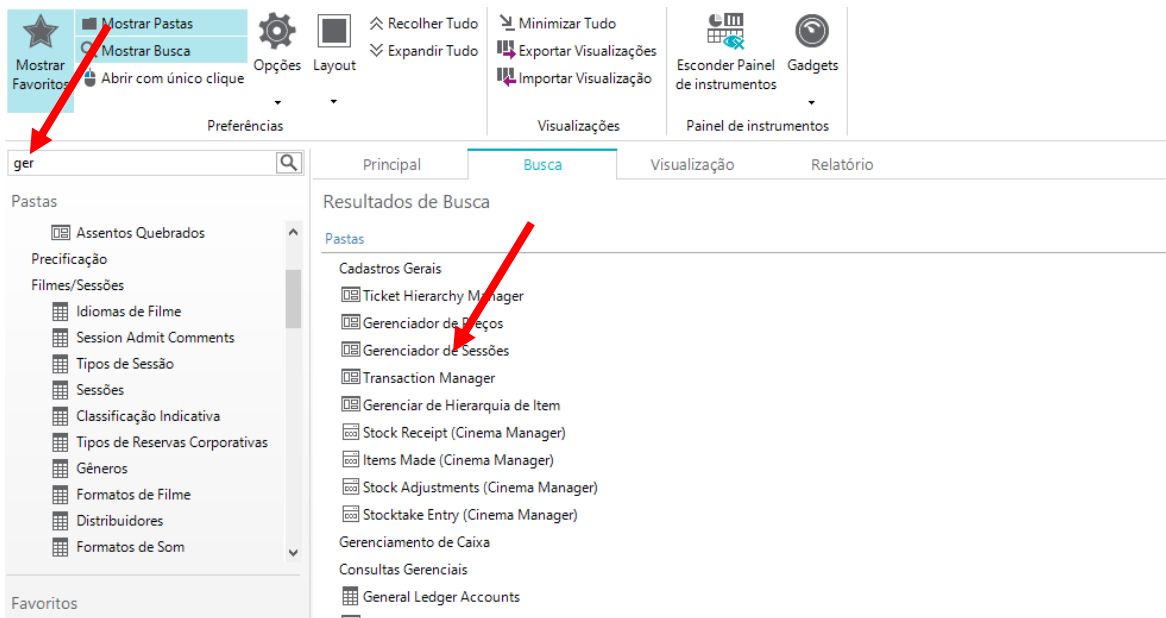 Mostrar Favoritos
Mostrar Pastas
Mostrar Busca
Abrir com único clique
Opções
Layout
Recolher Tudo
Expandir Tudo
Preferências
Minimizar Tudo
Exportar Visualizações
Importar Visualização
Visualizações
Esconder Painel de instrumentos
Gadgets
Painel de instrumentos
ger
Pastas
Assentos Quebrados
Precificação
Filmes/Sessões
Idiomas de Filme
Session Admit Comments
Tipos de Sessão
Sessões
Classificação Indicativa
Tipos de Reservas Corporativas
Gêneros
Formatos de Filme
Distribuidores
Formatos de Som
Favoritos
Principal
Busca
Visualização
Relatório
Resultados de Busca
Pastas
Cadastros Gerais
Ticket Hierarchy Manager
Gerenciador de Preços
Gerenciador de Sessões
Transaction Manager
Gerenciar de Hierarquia de Item
Stock Receipt (Cinema Manager)
Items Made (Cinema Manager)
Stock Adjustments (Cinema Manager)
Stocktake Entry (Cinema Manager)
Gerenciamento de Caixa
Consultas Gerenciais
General Ledger Accounts